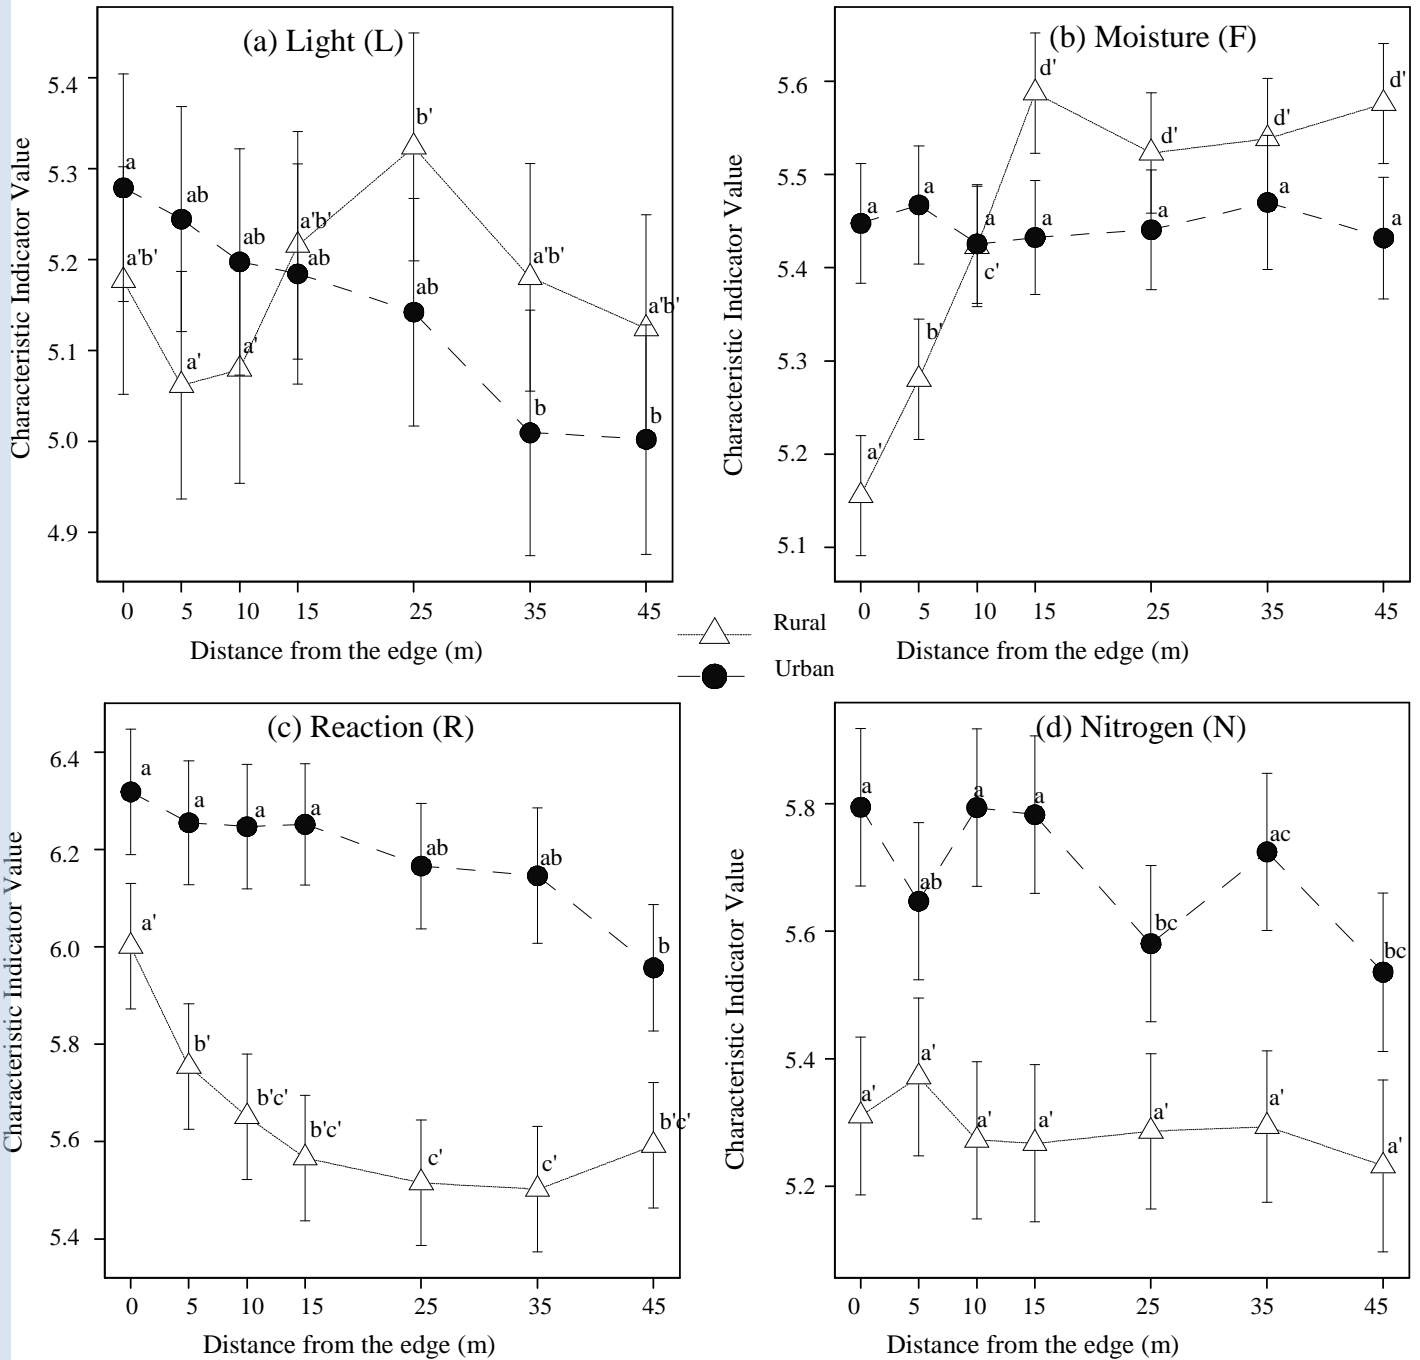 (a) Light (L)
Characteristic Indicator Value
5.4
5.3
5.2
5.1
5.0
4.9
a
ab
ab
ab
ab
b
b
a'b'
a'
a'
a'b'
b'
a'b'
a'b'
0 5 10 15 25 35 45
Distance from the edge (m)
(b) Moisture (F)
Characteristic Indicator Value
5.6
5.5
5.4
5.3
5.2
5.1
a
a
a
a
a
a
a
a'
b'
c'
d'
d'
d'
d'
0 5 10 15 25 35 45
Distance from the edge (m)
Rural
Urban
(c) Reaction (R)
Characteristic Indicator Value
6.4
6.2
6.0
5.8
5.6
5.4
a
a
a
a
ab
ab
b
a'
b'
b'c'
b'c'
c'
c'
b'c'
0 5 10 15 25 35 45
Distance from the edge (m)
(d) Nitrogen (N)
Characteristic Indicator Value
5.8
5.6
5.4
5.2
a
ab
a
a
bc
ac
bc
a'
a'
a'
a'
a'
a'
a'
0 5 10 15 25 35 45
Distance from the edge (m)